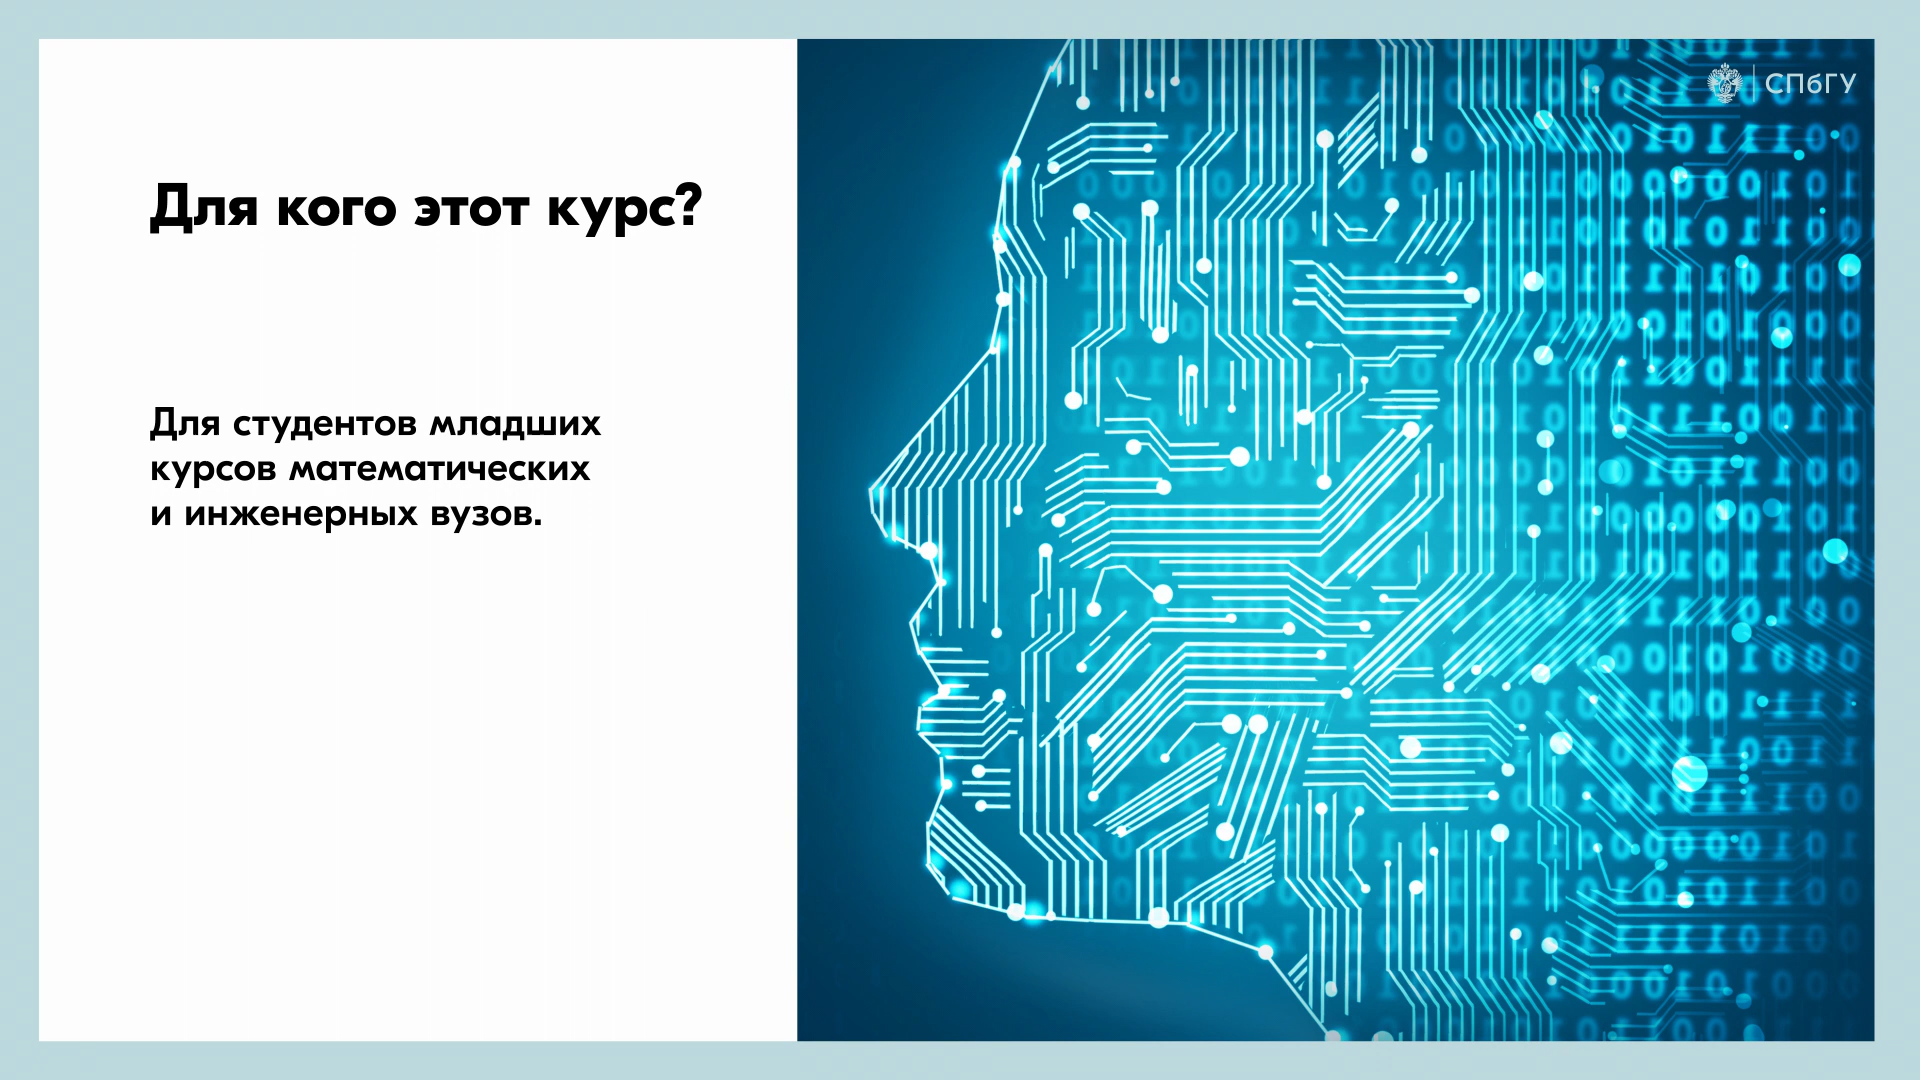 СПбГУ
Для кого этот курс?
Для студентов младших
курсов математических
и инженерных вузов.